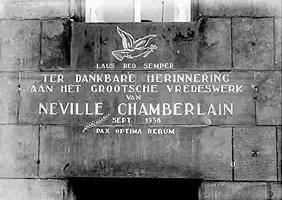 LAUS DEO SEMPER
TER DANKBARE HERINNERING
AAN HET GROOTSCHE VREDESWERK
VAN
NEVILLE CHAMBERLAIN
SEPT. 1938
PAX OPTIMA RERUM